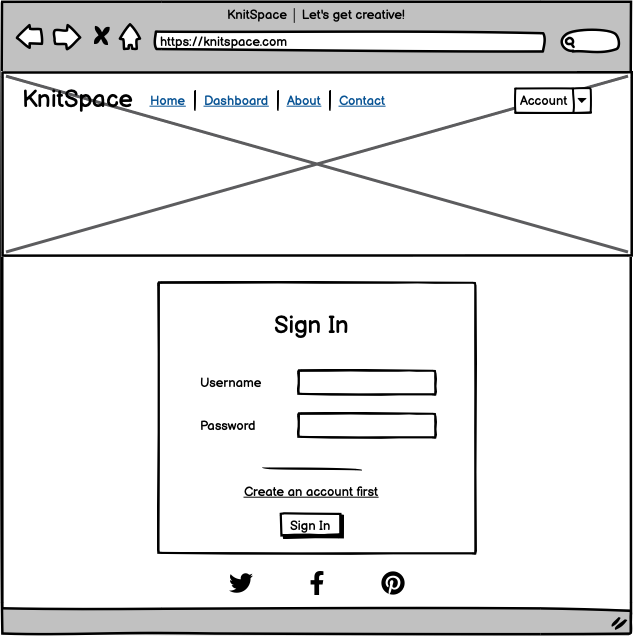 KnitSpace | Let's get creative!
https://knitspace.com
KnitSpace Home | Dashboard | About | Contact Account
Sign In
Username
Password
Create an account first
Sign In